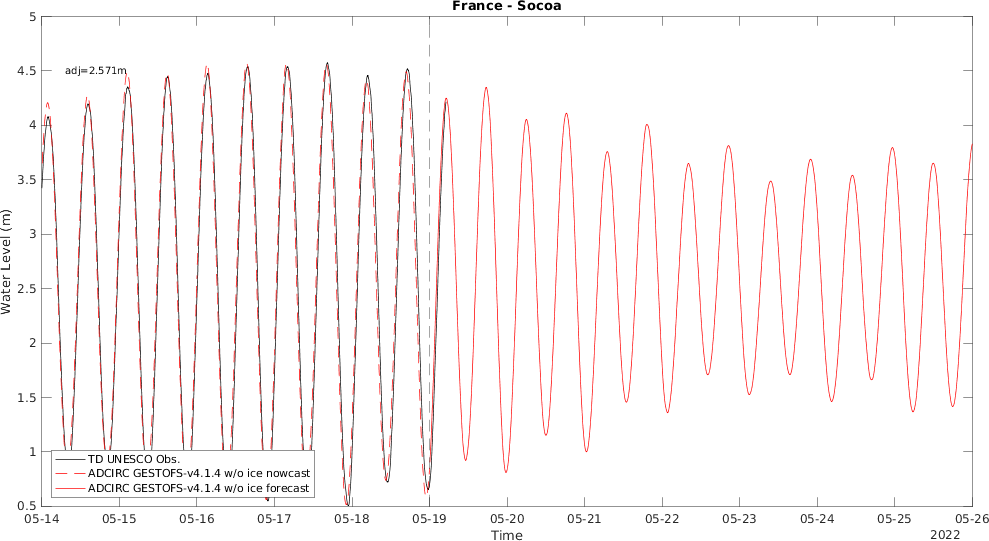 France - Socoa
5
4.5
4
3.5
3
2.5
2
1.5
1
0.5
Water Level (m)
adj=2.571m
TD UNESCO Obs.
ADCIRC GESTOFS-v4.1.4 w/o ice nowcast
ADCIRC GESTOFS-v4.1.4 w/o ice forecast
05-14 05-15 05-16 05-17 05-18 05-19 05-20 05-21 05-22 05-23 05-24 05-25 05-26
Time
2022